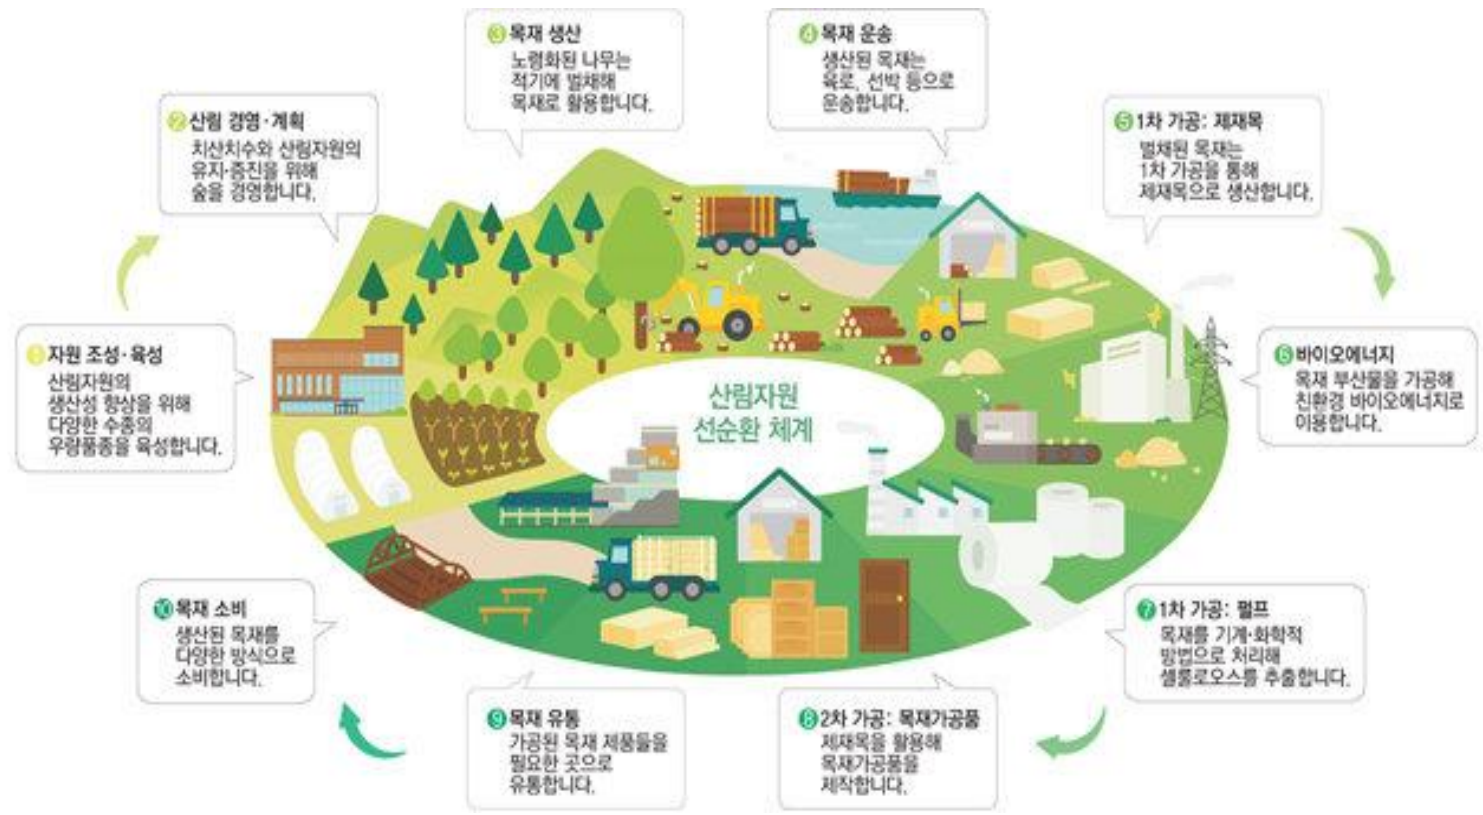 산림자원
선순환 체계
1 자원 조성·육성
산림자원의
생산성 향상을 위해
다양한 수종의
우량품종을 육성합니다.
2 산림 경영·계획
치산치수와 산림자원의
유지·증진을 위해
숲을 경영합니다.
3 목재 생산
노령화된 나무는
적기에 벌채해
목재로 활용합니다.
4 목재 운송
생산된 목재는
육로, 선박 등으로
운송합니다.
5 1차 가공: 제재목
벌채된 목재는
1차 가공을 통해
제재목으로 생산합니다.
6 바이오에너지
목재 부산물을 가공해
친환경 바이오에너지로
이용합니다.
7 1차 가공: 펄프
목재를 기계·화학적
방법으로 처리해
셀룰로오스를 추출합니다.
8 2차 가공: 목재가공품
제재목을 활용해
목재가공품을
제작합니다.
9 목재 유통
가공된 목재 제품들을
필요한 곳으로
유통합니다.
10 목재 소비
생산된 목재를
다양한 방식으로
소비합니다.